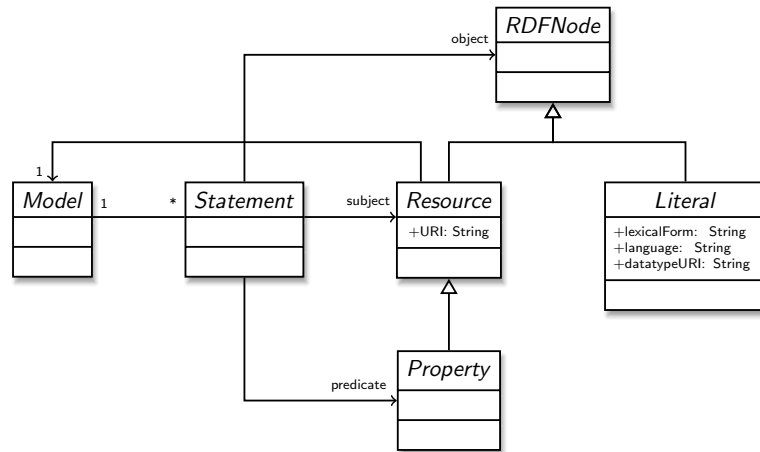 RDFNode
object
1
Model
1
*
Statement
subject
Resource
+URI: String
Literal
+lexicalForm: String
+language: String
+datatypeURI: String
predicate
Property